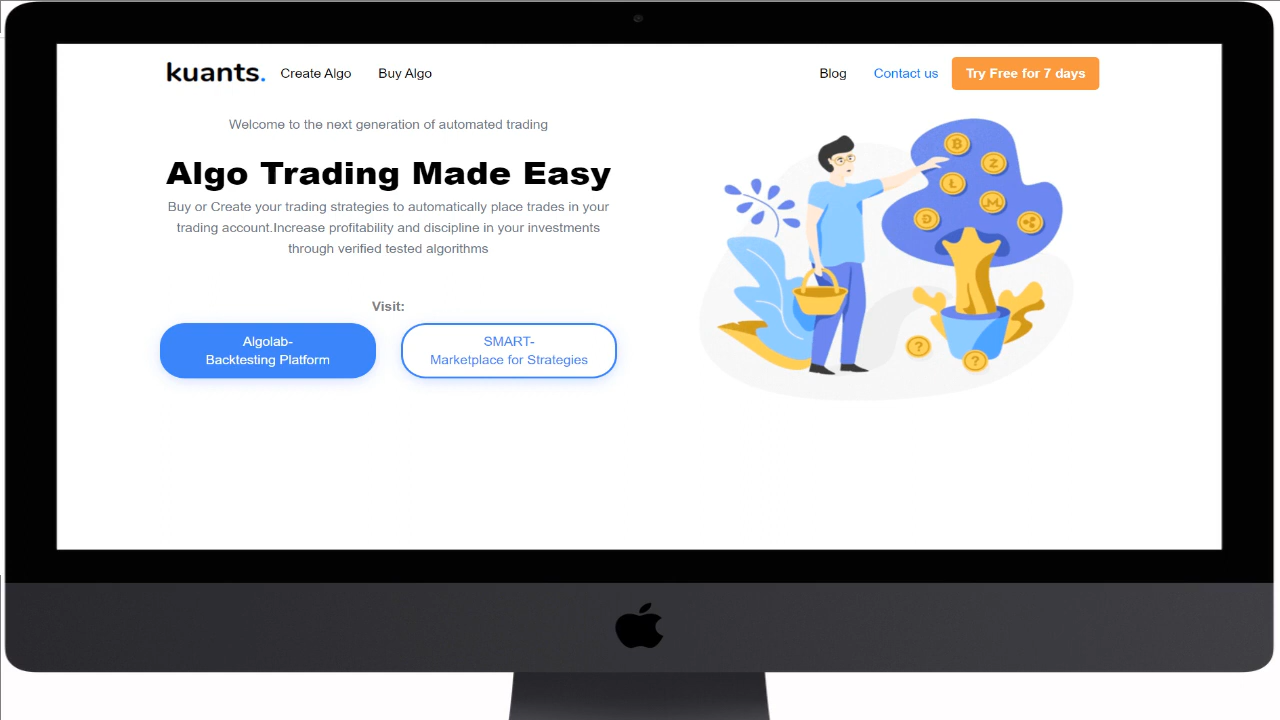 kuants.
Create Algo
Buy Algo
Blog
Contact us
Try Free for 7 days
Welcome to the next generation of automated trading
Algo Trading Made Easy
Buy or Create your trading strategies to automatically place trades in your
trading account.Increase profitability and discipline in your investments
through verified tested algorithms
Visit:
Algolab-
Backtesting Platform
SMART-
Marketplace for Strategies
?
?